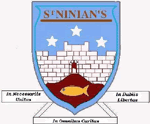 St NINIAN'S
In Necessariis
Unitas
In Dubiis
Libertas
In Omnibus Caritas